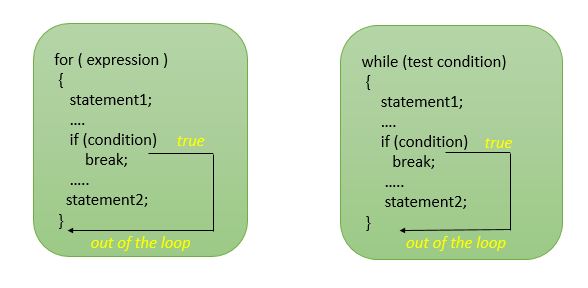 for ( expression )
{
statement1;
....
if (condition) true
break;
.....
statement2;
}
out of the loop
while (test condition)
{
statement1;
....
if (condition) true
break;
.....
statement2;
}
out of the loop